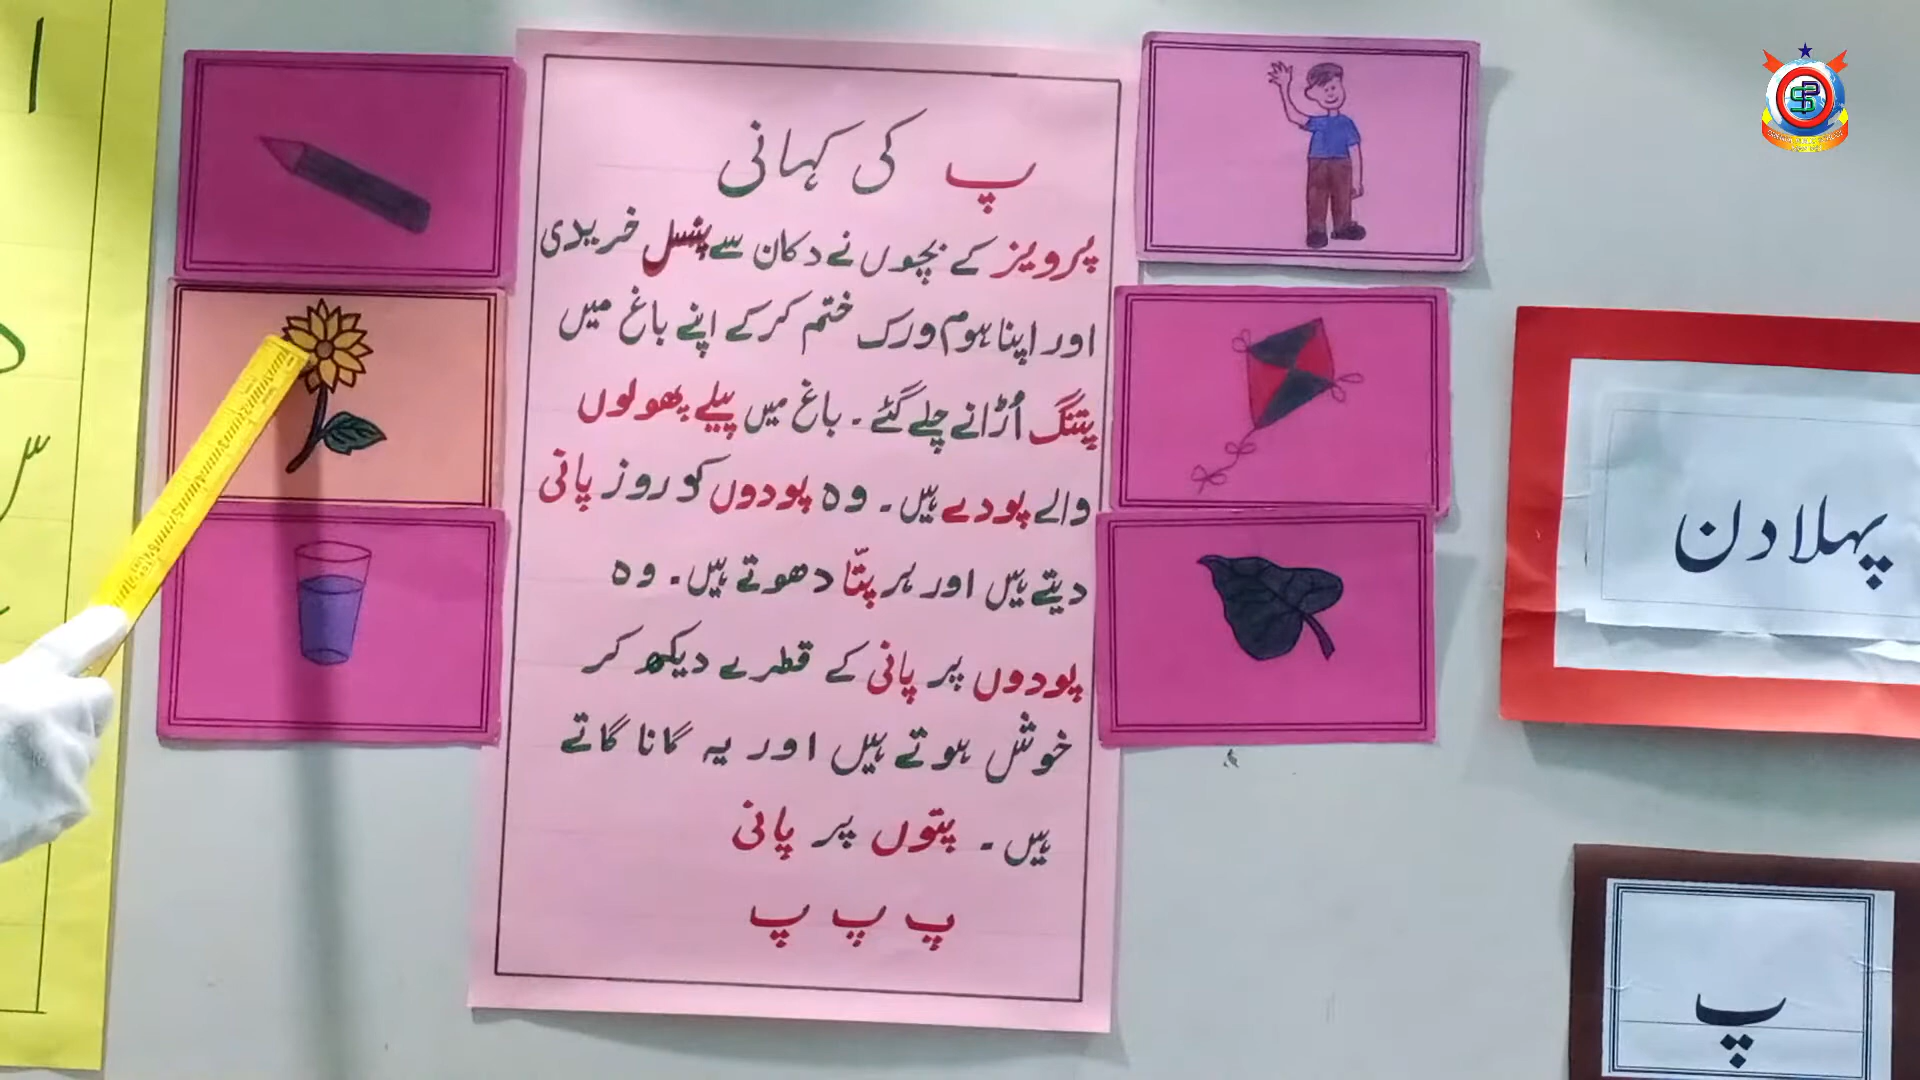 پ کی کہانی
پرویز کے بچوں نے دکان سے پنسل خریدی
اور اپنا ہوم ورک ختم کرکے اپنے باغ میں
پتنگ اُڑانے چلے گئے۔ باغ میں پیلے پھولوں
والے پودے ہیں۔ وہ پودوں کو روز پانی
دیتے ہیں اور ہر پتّا دھوتے ہیں۔ وہ
پودوں پر پانی کے قطرے دیکھ کر
خوش ہوتے ہیں اور یہ گانا گاتے
ہیں۔ پتوں پر پانی
پ پ پ
پہلا دن
پ